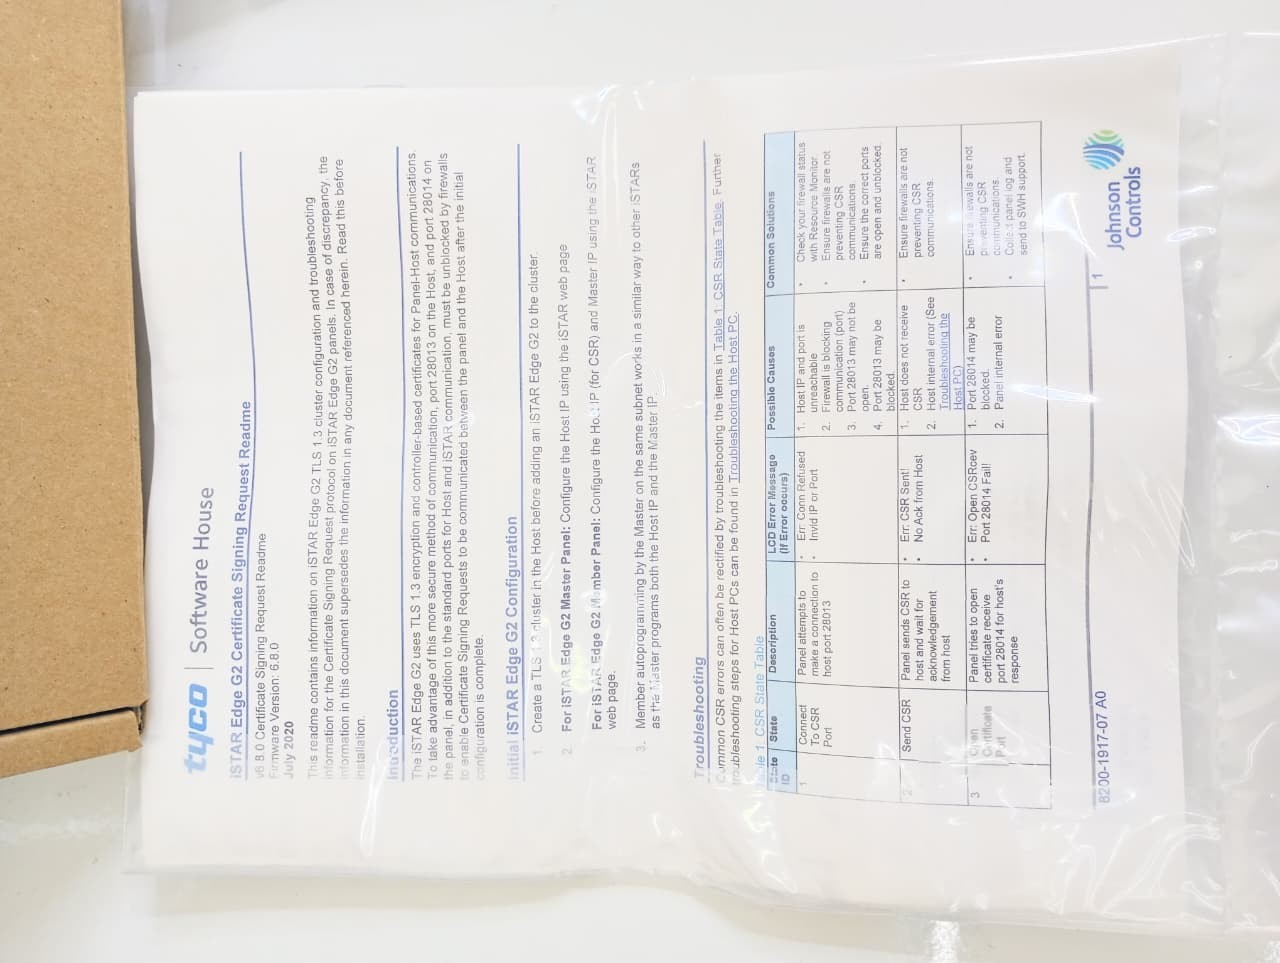 tyco | Software House
iSTAR Edge G2 Certificate Signing Request Readme
v6.8.0 Certificate Signing Request Readme
Firmware Version: 6.8.0
July 2020
This readme contains information on iSTAR Edge G2 TLS 1.3 cluster configuration and troubleshooting
information for the Certificate Signing Request protocol on iSTAR Edge G2 panels. In case of discrepancy, the
information in this document supersedes the information in any document referenced herein. Read this before
installation.
Introduction
The iSTAR Edge G2 uses TLS 1.3 encryption and controller-based certificates for Panel-Host communications.
To take advantage of this more secure method of communication, port 28013 on the Host, and port 28014 on
the panel, in addition to the standard ports for Host and iSTAR communication, must be unblocked by firewalls
to enable Certificate Signing Requests to be communicated between the panel and the Host after the initial
configuration is complete.
Initial iSTAR Edge G2 Configuration
1. Create a TLS 1.3 cluster in the Host before adding an iSTAR Edge G2 to the cluster.
2. For iSTAR Edge G2 Master Panel: Configure the Host IP using the iSTAR web page
For iSTAR Edge G2 Member Panel: Configure the Host IP (for CSR) and Master IP using the iSTAR
web page.
3. Member autoprogramming by the Master on the same subnet works in a similar way to other iSTARs
as the Master programs both the Host IP and the Master IP.
Troubleshooting
Common CSR errors can often be rectified by troubleshooting the items in Table 1: CSR State Table. Further
troubleshooting steps for Host PCs can be found in Troubleshooting the Host PC.
Table 1: CSR State Table
State ID | State | Description | LCD Error Message (If Error occurs) | Possible Causes | Common Solutions
1
Connect
To CSR
Port
Panel attempts to
make a connection to
host port 28013
• Err: Conn Refused
• Invld IP or Port
1. Host IP and port is
unreachable
2. Firewall is blocking
communication (port)
3. Port 28013 may not be
open.
4. Port 28013 may be
blocked.
• Check your firewall status
with Resource Monitor.
• Ensure firewalls are not
preventing CSR
communications.
• Ensure the correct ports
are open and unblocked.
2
Send CSR
Panel sends CSR to
host and wait for
acknowledgement
from host
• Err: CSR Sent!
• No Ack from Host
1. Host does not receive
CSR
2. Host internal error (See
Troubleshooting the
Host PC)
• Ensure firewalls are not
preventing CSR
communications.
3
Open
Certificate
Port
Panel tries to open
certificate receive
port 28014 for host's
response
• Err: Open CSRcev
• Port 28014 Fail!
1. Port 28014 may be
blocked.
2. Panel internal error
• Ensure firewalls are not
preventing CSR
communications.
• Collect panel log and
send to SWH support.
8200-1917-07 A0
1
Johnson
Controls